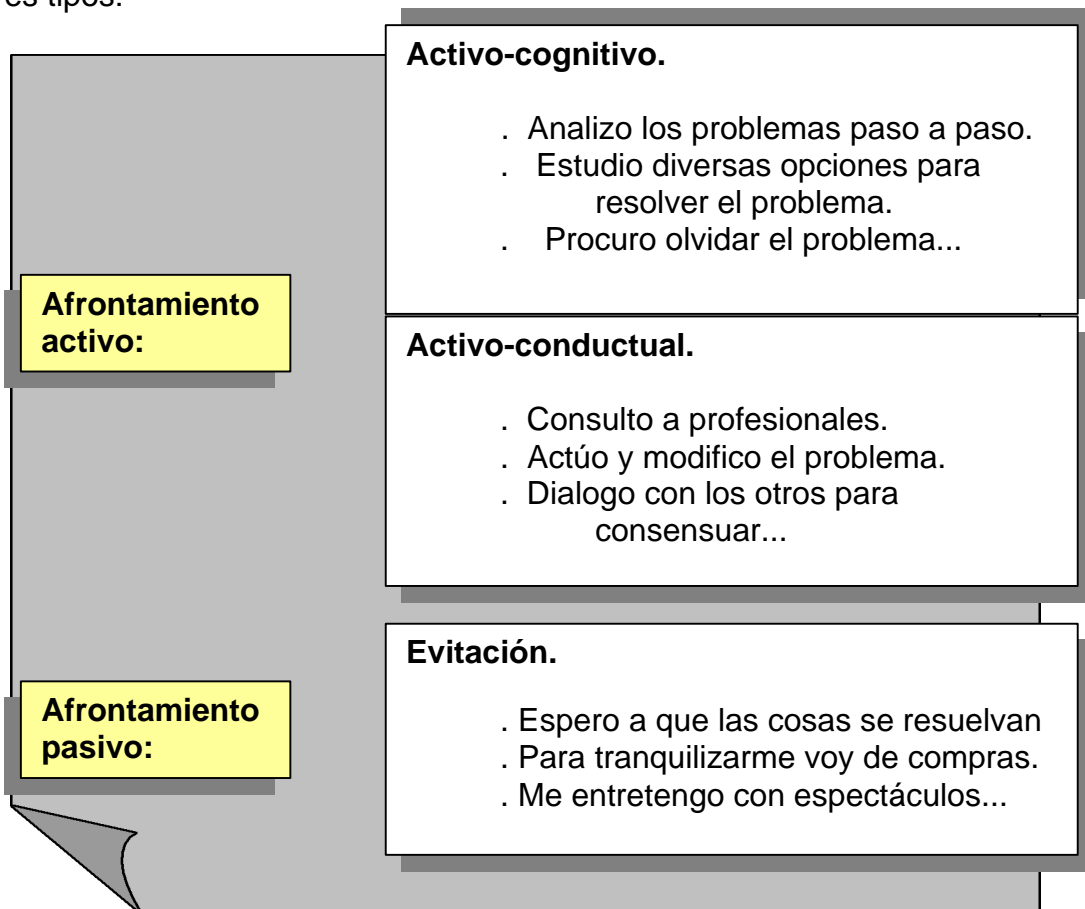 es tipos:
Activo-cognitivo.
. Analizo los problemas paso a paso.
. Estudio diversas opciones para
resolver el problema.
. Procuro olvidar el problema...
Afrontamiento
activo:
Activo-conductual.
. Consulto a profesionales.
. Actúo y modifico el problema.
. Dialogo con los otros para
consensuar...
Evitación.
Afrontamiento
pasivo:
. Espero a que las cosas se resuelvan
. Para tranquilizarme voy de compras.
. Me entretengo con espectáculos...